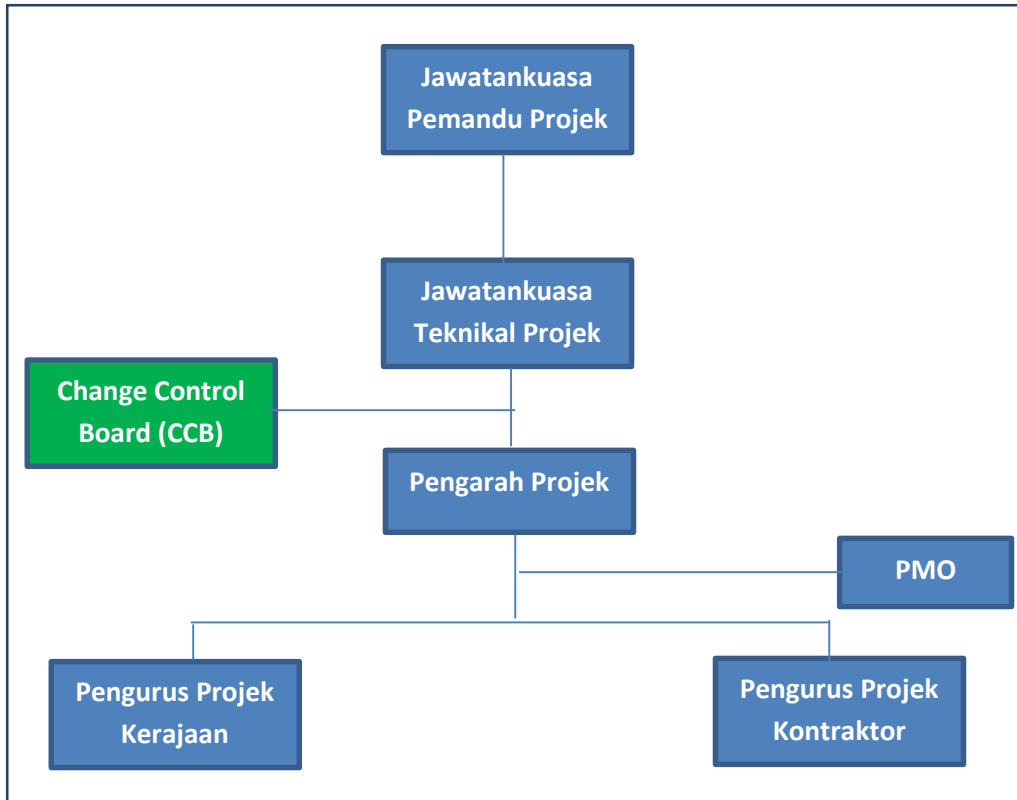 Jawatankuasa
Pemandu Projek
Jawatankuasa
Teknikal Projek
Change Control
Board (CCB)
Pengarah Projek
PMO
Pengurus Projek
Kerajaan
Pengurus Projek
Kontraktor